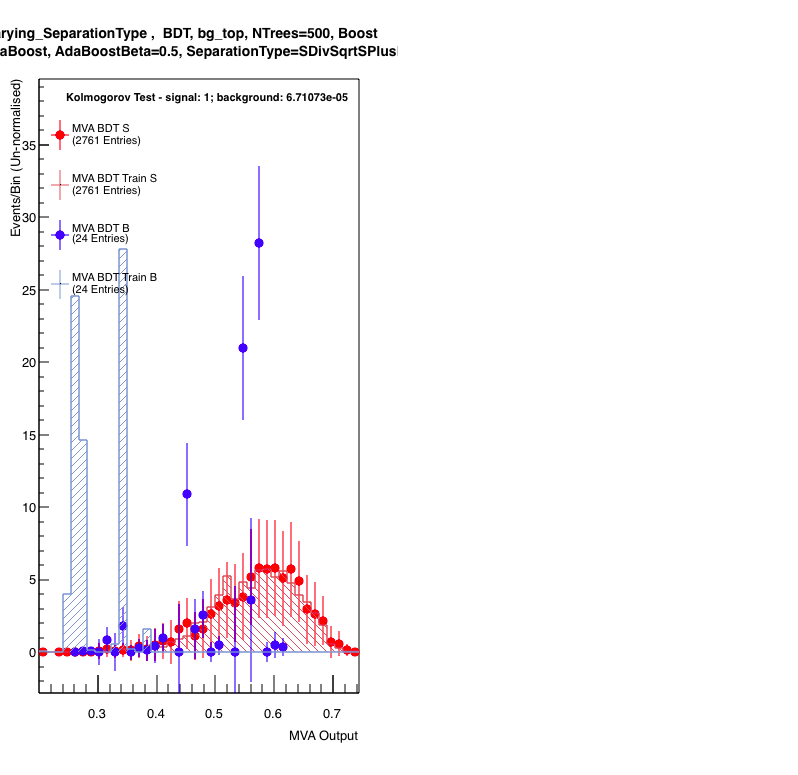 rying_SeparationType , BDT, bg_top, NTrees=500, Boost
aBoost, AdaBoostBeta=0.5, SeparationType=SDivSqrtSPlus
Kolmogorov Test - signal: 1; background: 6.71073e-05
Events/Bin (Un-normalised)
MVA BDT S
(2761 Entries)
MVA BDT Train S
(2761 Entries)
MVA BDT B
(24 Entries)
MVA BDT Train B
(24 Entries)
35
30
25
20
15
10
5
0
0.3 0.4 0.5 0.6 0.7
MVA Output